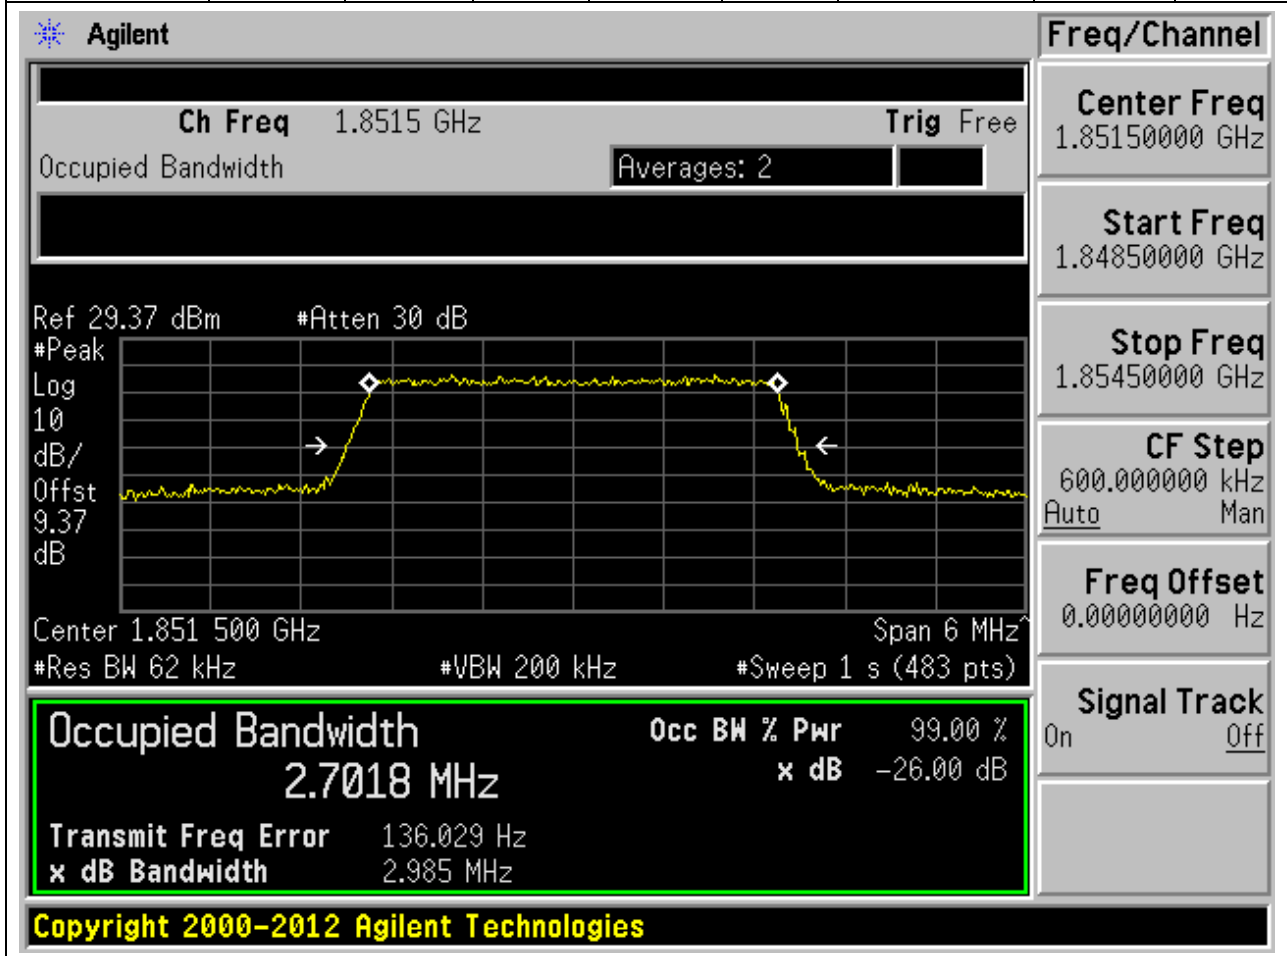 Agilent
Freq/Channel
Ch Freq 1.8515 GHz Trig Free
Occupied Bandwidth Averages: 2
Center Freq
1.85150000 GHz
Start Freq
1.84850000 GHz
Stop Freq
1.85450000 GHz
CF Step
600.000000 kHz
Auto Man
Freq Offset
0.00000000 Hz
Signal Track
On Off
Ref 29.37 dBm #Atten 30 dB
#Peak
Log
10
dB/
Offst
9.37
dB
Center 1.851 500 GHz Span 6 MHz^
#Res BW 62 kHz #VBW 200 kHz #Sweep 1 s (483 pts)
Occupied Bandwidth Occ BW % Pwr 99.00 %
2.7018 MHz x dB -26.00 dB
Transmit Freq Error 136.029 Hz
x dB Bandwidth 2.985 MHz
Copyright 2000-2012 Agilent Technologies